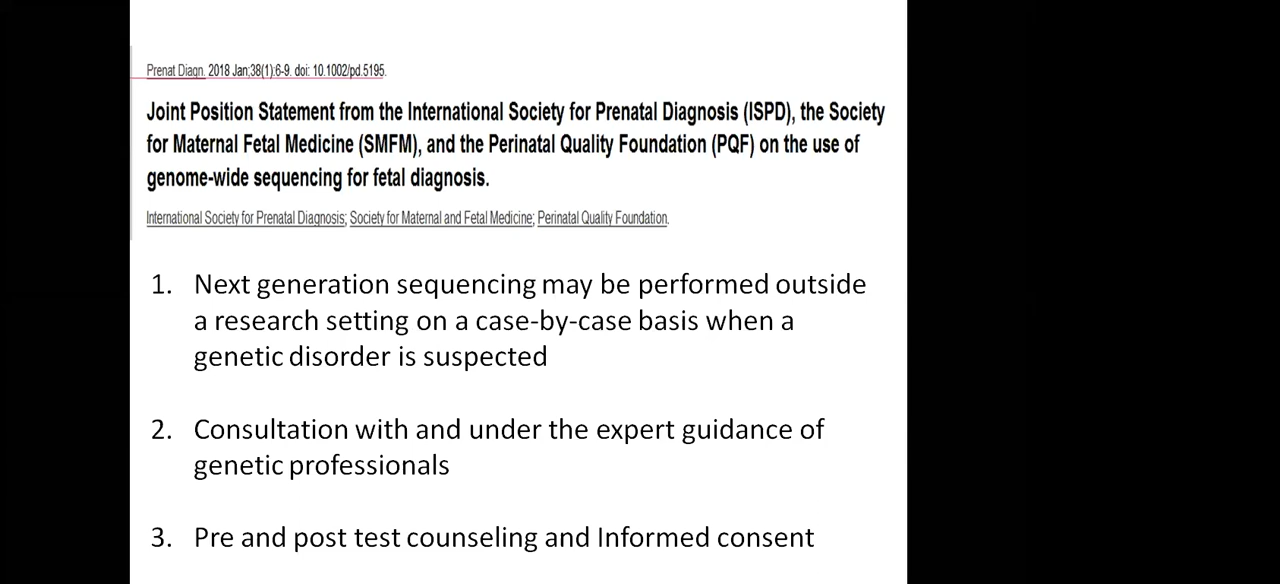 Prenat Diagn. 2018 Jan;38(1):6-9. doi: 10.1002/pd.5195.
Joint Position Statement from the International Society for Prenatal Diagnosis (ISPD), the Society
for Maternal Fetal Medicine (SMFM), and the Perinatal Quality Foundation (PQF) on the use of
genome-wide sequencing for fetal diagnosis.
International Society for Prenatal Diagnosis; Society for Maternal and Fetal Medicine; Perinatal Quality Foundation.
1. Next generation sequencing may be performed outside
a research setting on a case-by-case basis when a
genetic disorder is suspected
2. Consultation with and under the expert guidance of
genetic professionals
3. Pre and post test counseling and Informed consent